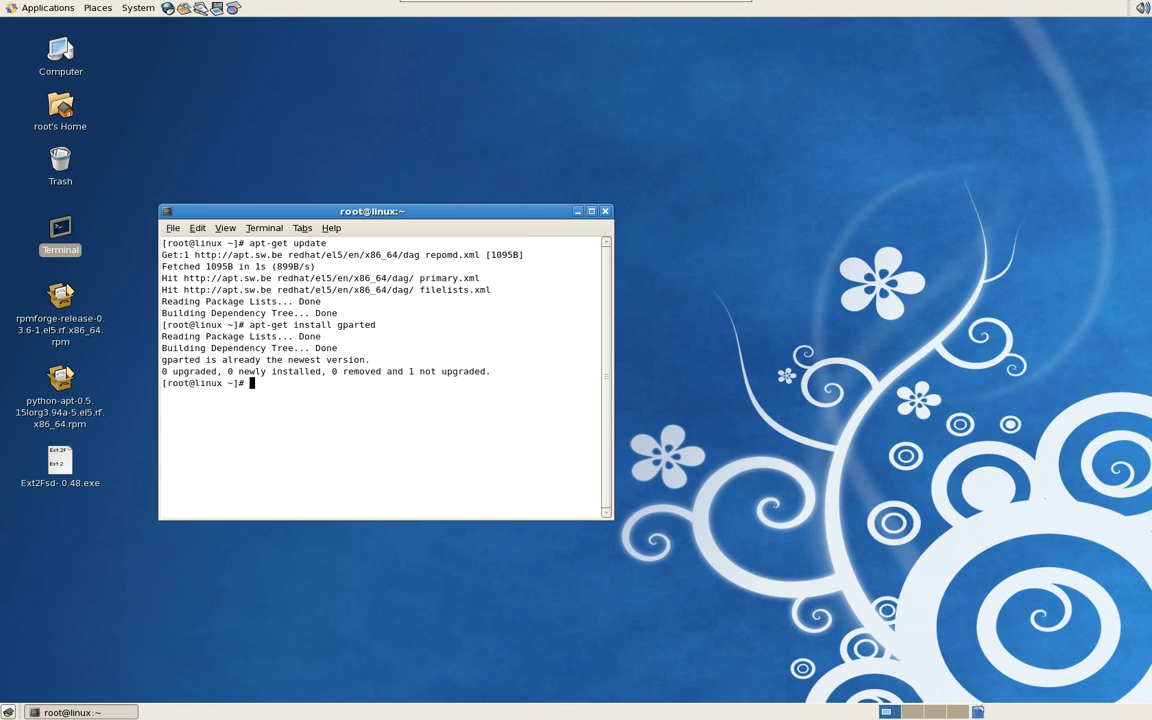 Applications Places System
Computer
root's Home
Trash
Terminal
rpmforge-release-0.
3.6-1.el5.rf.x86_64.
rpm
python-apt-0.5.
15lorg3.94a-5.el5.rf.
x86_64.rpm
Ext 2F
Ext 2
Ext2Fsd-.0.48.exe
root@linux:~
File Edit View Terminal Tabs Help
[root@linux ~]# apt-get update
Get:1 http://apt.sw.be redhat/el5/en/x86_64/dag repomd.xml [1095B]
Fetched 1095B in 1s (899B/s)
Hit http://apt.sw.be redhat/el5/en/x86_64/dag/ primary.xml
Hit http://apt.sw.be redhat/el5/en/x86_64/dag/ filelists.xml
Reading Package Lists... Done
Building Dependency Tree... Done
[root@linux ~]# apt-get install gparted
Reading Package Lists... Done
Building Dependency Tree... Done
gparted is already the newest version.
0 upgraded, 0 newly installed, 0 removed and 1 not upgraded.
[root@linux ~]#
root@linux:~